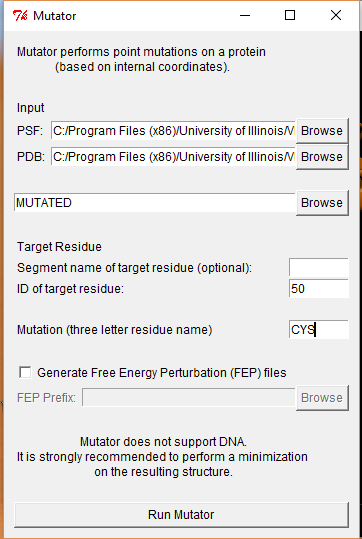 Mutator
Mutator performs point mutations on a protein
(based on internal coordinates).
Input
PSF: C:/Program Files (x86)/University of Illinois/V Browse
PDB: C:/Program Files (x86)/University of Illinois/V Browse
MUTATED Browse
Target Residue
Segment name of target residue (optional):
ID of target residue: 50
Mutation (three letter residue name) CYS
Generate Free Energy Perturbation (FEP) files
FEP Prefix: Browse
Mutator does not support DNA.
It is strongly recommended to perform a minimization
on the resulting structure.
Run Mutator